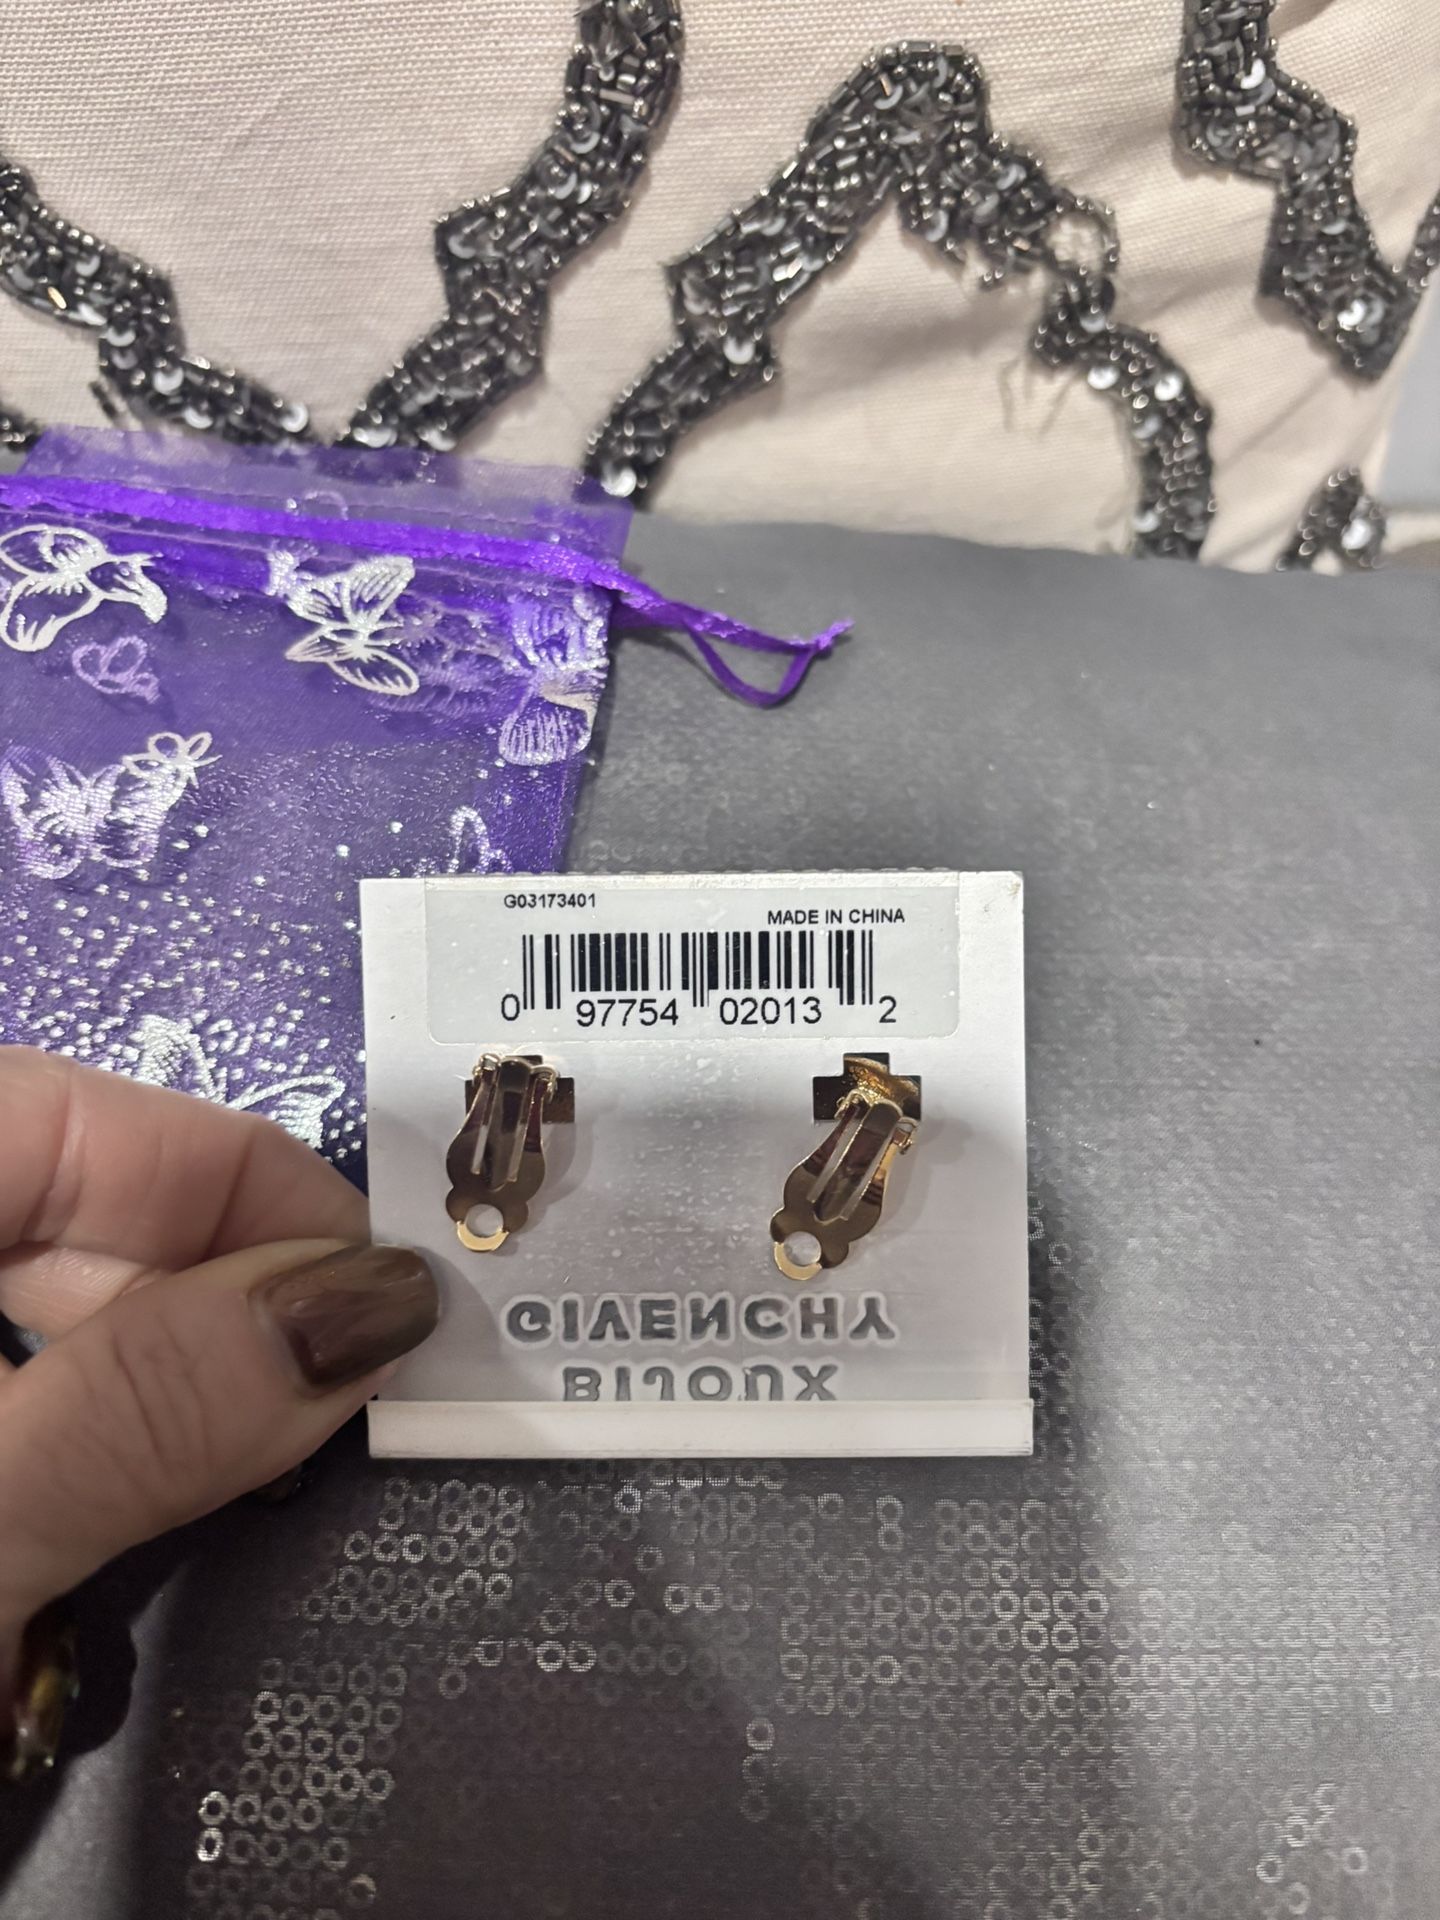 G03173401
MADE IN CHINA
0 97754 02013 2
GIVENCHY
BIJOUX